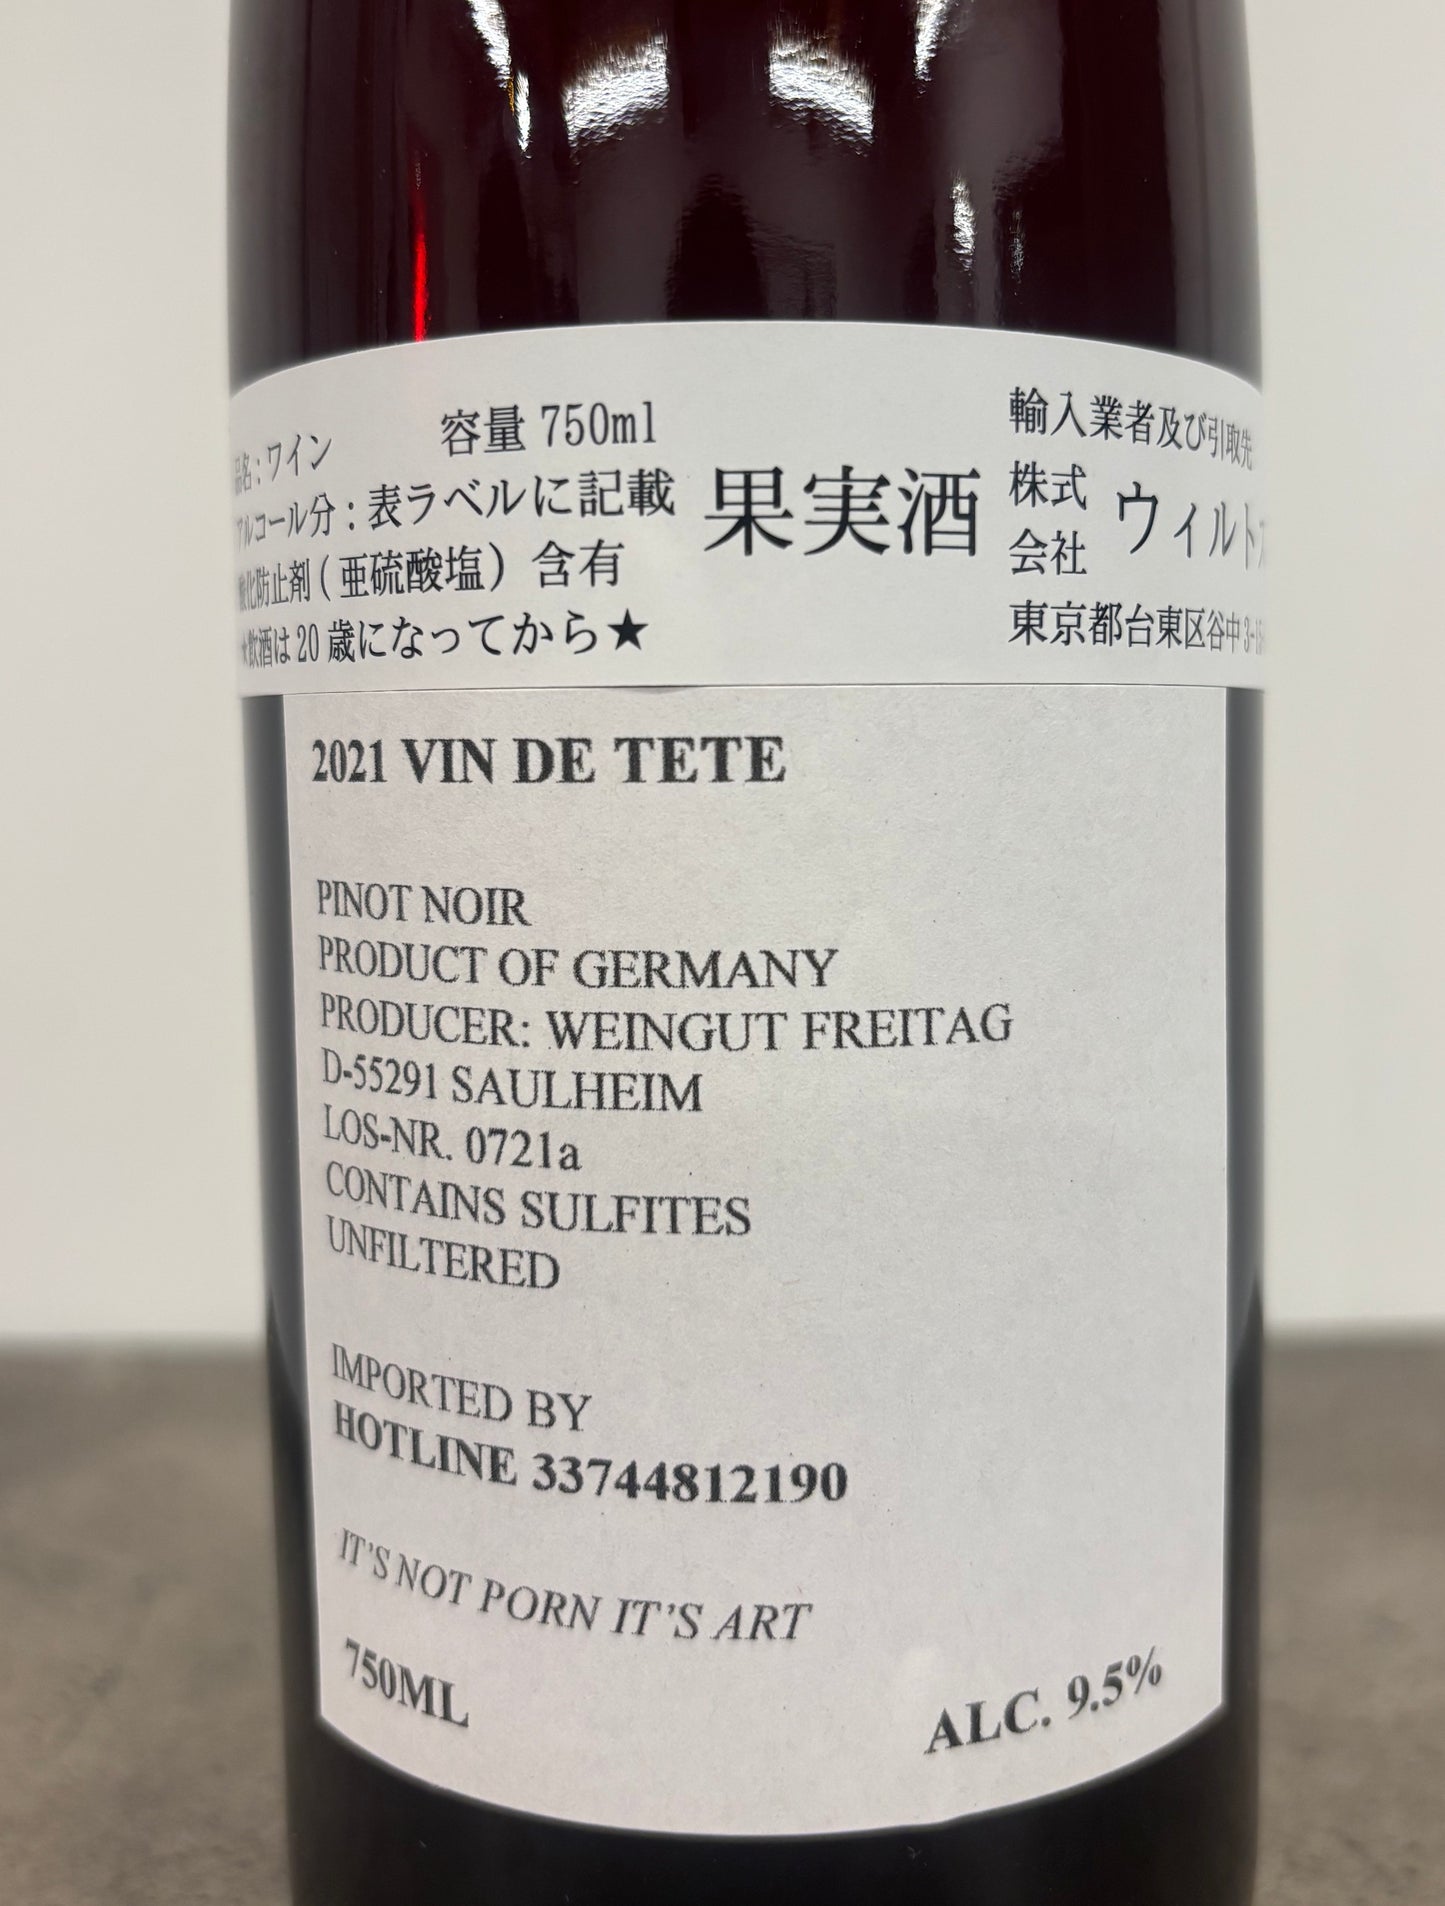 品名:ワイン 容量 750ml
アルコール分:表ラベルに記載
酸化防止剤(亜硫酸塩)含有
★飲酒は20歳になってから★
果実酒
輸入業者及び引取先
株式会社 ウィルト
東京都台東区谷中3-
2021 VIN DE TETE
PINOT NOIR
PRODUCT OF GERMANY
PRODUCER: WEINGUT FREITAG
D-55291 SAULHEIM
LOS-NR. 0721a
CONTAINS SULFITES
UNFILTERED
IMPORTED BY
HOTLINE 33744812190
IT'S NOT PORN IT'S ART
750ML
ALC. 9.5%